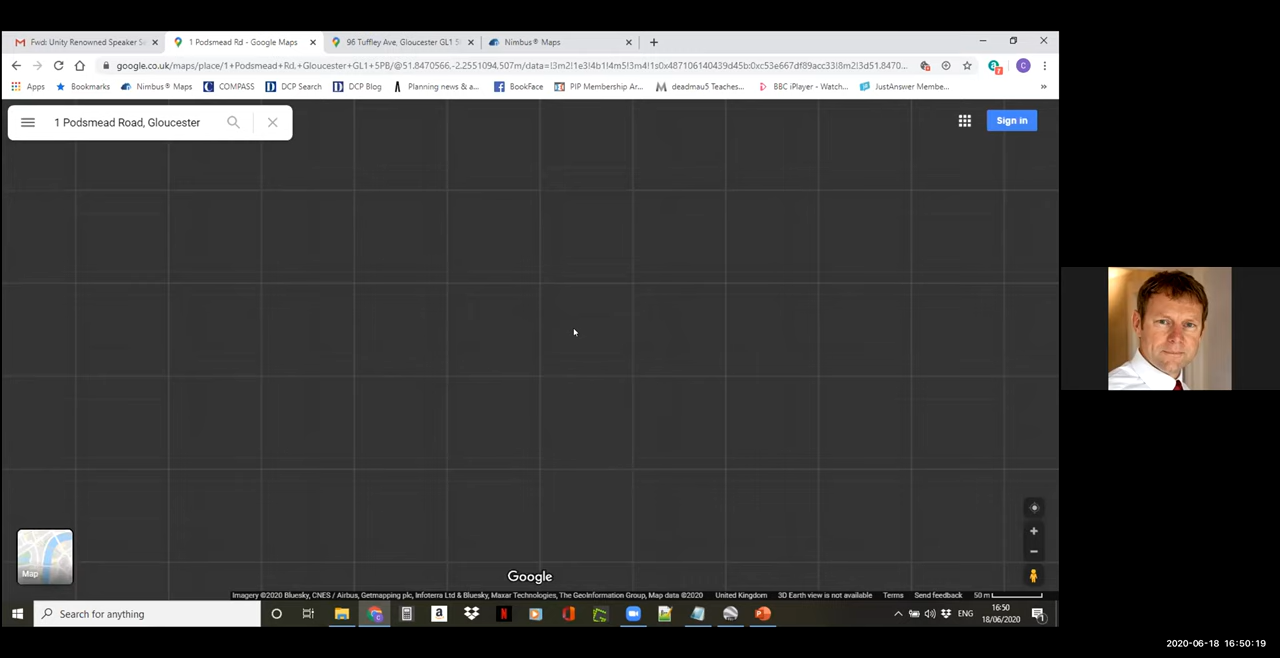 Fwd: Unity Renowned Speaker S
1 Podsmead Rd - Google Maps
96 Tuffley Ave, Gloucester GL1 5
Nimbus® Maps
google.co.uk/maps/place/1+Podsmead+Rd,+Gloucester+GL1+5PB/@51.8470566,-2.2551094,507m/data=!3m2!1e3!4b1!4m5!3m4!1s0x487106140439d45b:0xc53e667df89acc33!8m2!3d51.8470...
Apps
Bookmarks
Nimbus® Maps
COMPASS
DCP Search
DCP Blog
Planning news & a...
BookFace
PIP Membership Ar...
deadmau5 Teaches...
BBC iPlayer - Watch...
JustAnswer Membe...
1 Podsmead Road, Gloucester
Sign in
Map
Google
Imagery ©2020 Bluesky, CNES / Airbus, Getmapping plc, Infoterra Ltd & Bluesky, Maxar Technologies, The GeoInformation Group, Map data ©2020
United Kingdom
3D Earth view is not available
Terms
Send feedback
50 m
Search for anything
ENG
16:50
18/06/2020
2020-06-18 16:50:19